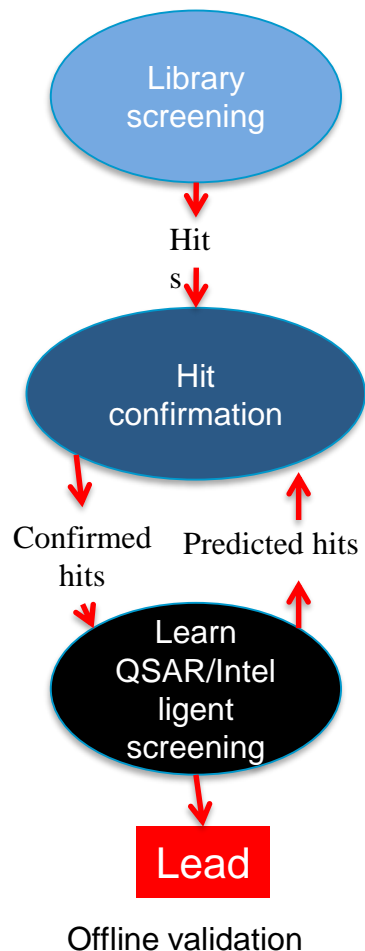 Library
screening
Hit
s
Hit
confirmation
Confirmed
hits
Predicted hits
Learn
QSAR/Intel
ligent
screening
Lead
Offline validation